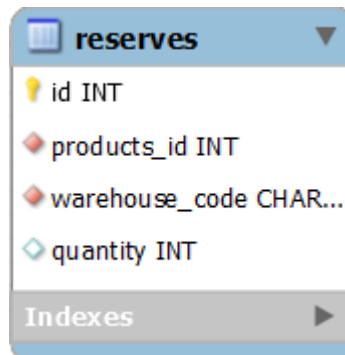 reserves
id INT
products_id INT
warehouse_code CHAR...
quantity INT
Indexes